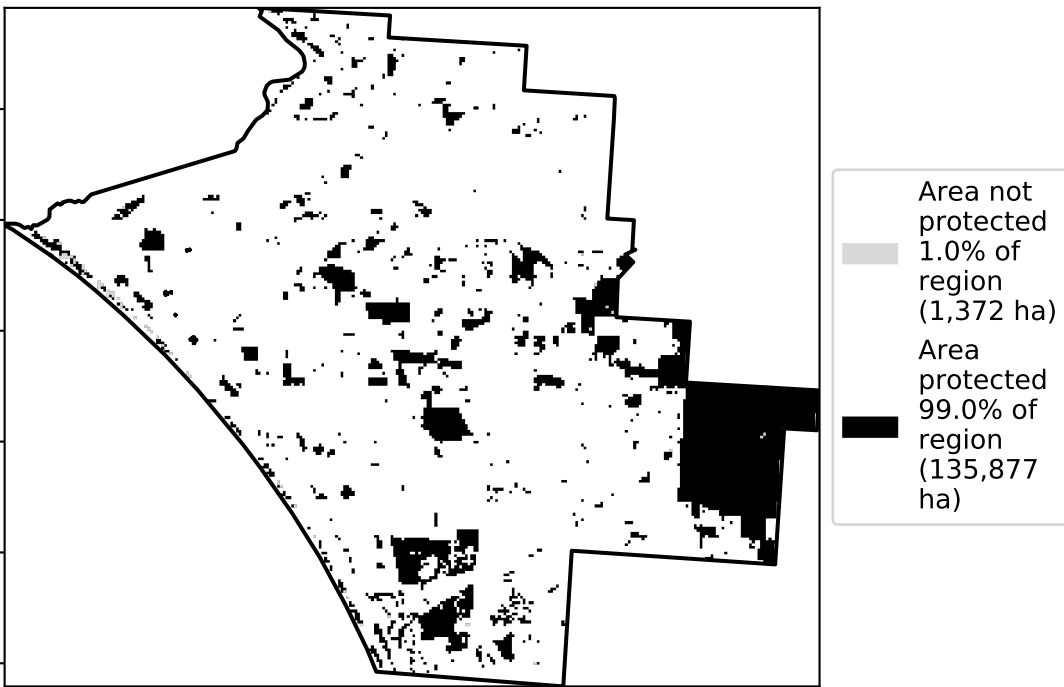 Area not
protected
1.0% of
region
(1,372 ha)
Area
protected
99.0% of
region
(135,877
ha)